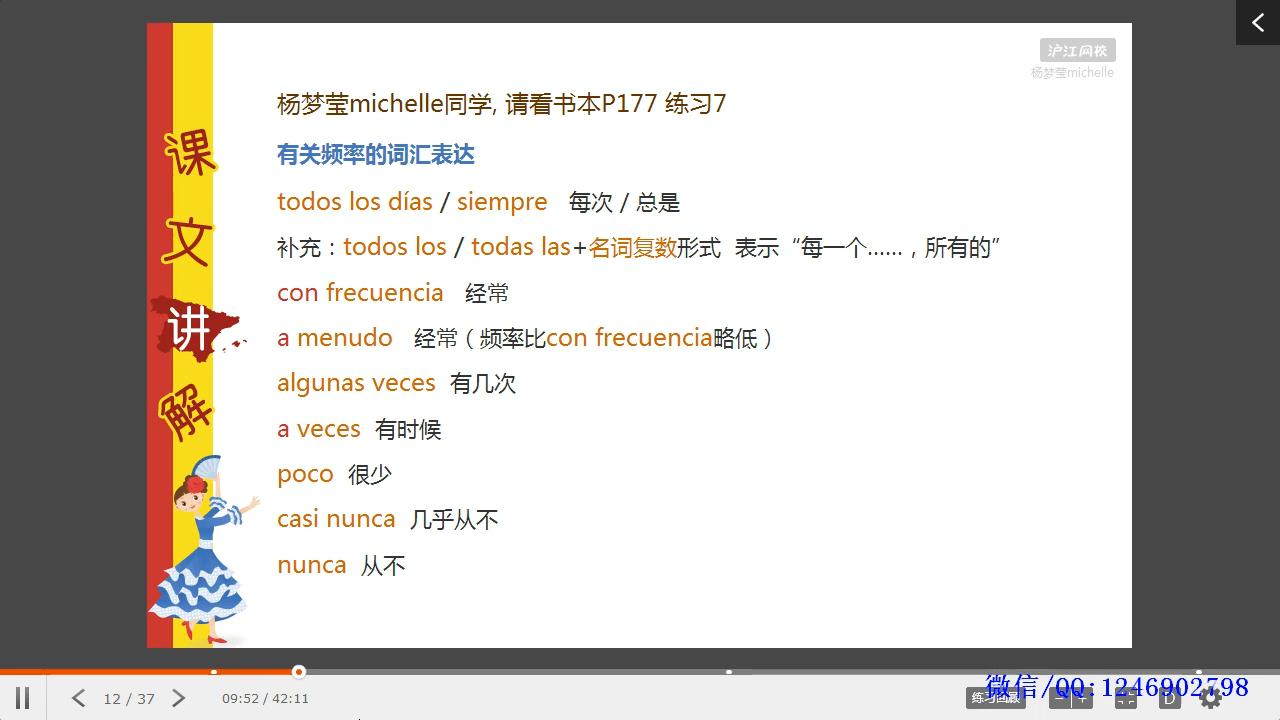 沪江网校
杨梦莹michelle
杨梦莹michelle同学, 请看书本P177 练习7
有关频率的词汇表达
todos los días / siempre 每次 / 总是
补充：todos los / todas las+名词复数形式 表示“每一个……，所有的”
con frecuencia 经常
a menudo 经常（频率比con frecuencia略低）
algunas veces 有几次
a veces 有时候
poco 很少
casi nunca 几乎从不
nunca 从不
课文讲解
12 / 37
09:52 / 42:11
微信/QQ:1246902798